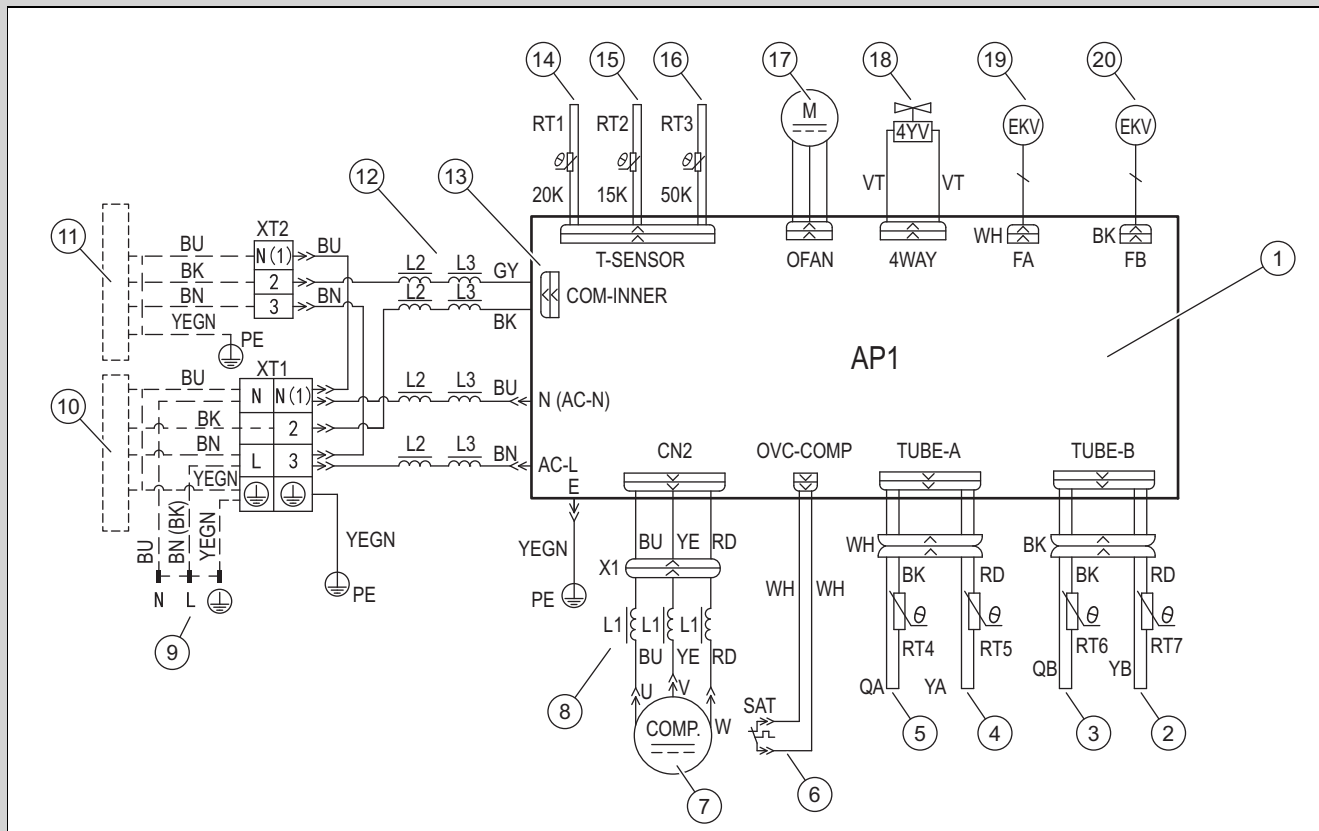 14 15 16 17 18 19 20
RT1 RT2 RT3 M 4YV EKV EKV
θ θ θ
20K 15K 50K VT VT
12 13
11
XT2
BU N(1) BU
BK 2
BN 3 BN
YEGN
PE
L2 L3 GY
L2 L3
BK
T-SENSOR OFAN 4WAY WH FA BK FB
COM-INNER
1
AP1
10
XT1
BU N N(1)
BK 2
BN L 3
YEGN
L2 L3 BU N (AC-N)
L2 L3 BN AC-L
E
CN2 OVC-COMP TUBE-A TUBE-B
BU BN (BK) YEGN
N L
9
YEGN
PE
YEGN
PE
BU YE RD
X1
L1 L1 L1
BU YE RD
8
U V W
COMP.
7
WH WH
SAT
6
WH BK
BK RD BK RD
θ θ θ θ
RT4 RT5 RT6 RT7
QA YA QB YB
5 4 3 2